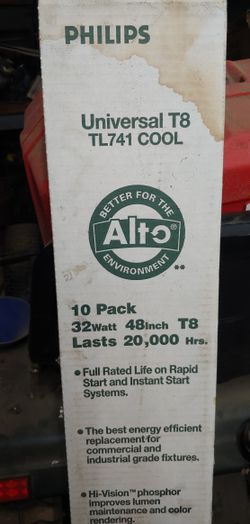 PHILIPS
Universal T8
TL741 COOL
BETTER FOR THE
Alto®
ENVIRONMENT
**
10 Pack
32Watt 48Inch T8
Lasts 20,000 Hrs.
• Full Rated Life on Rapid
Start and Instant Start
Systems.
• The best energy efficient
replacement for
commercial and
industrial grade fixtures.
• Hi-Vision™ phosphor
improves lumen
maintenance and color
rendering.